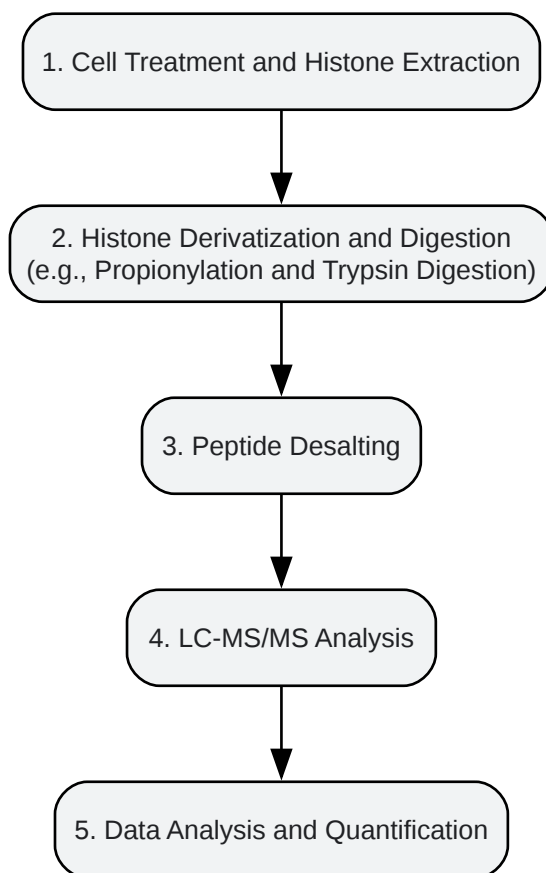 1. Cell Treatment and Histone Extraction
2. Histone Derivatization and Digestion
(e.g., Propionylation and Trypsin Digestion)
3. Peptide Desalting
4. LC-MS/MS Analysis
5. Data Analysis and Quantification